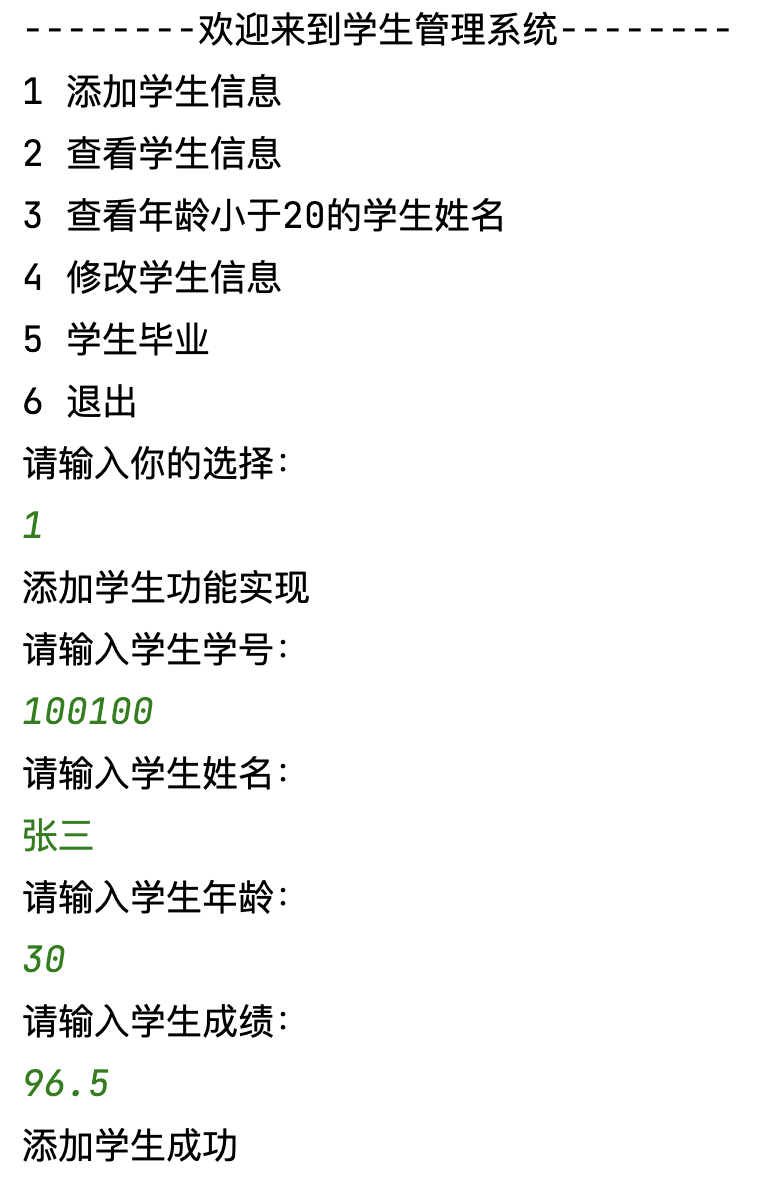 --------欢迎来到学生管理系统--------
1 添加学生信息
2 查看学生信息
3 查看年龄小于20的学生姓名
4 修改学生信息
5 学生毕业
6 退出
请输入你的选择:
1
添加学生功能实现
请输入学生学号:
100100
请输入学生姓名:
张三
请输入学生年龄:
30
请输入学生成绩:
96.5
添加学生成功